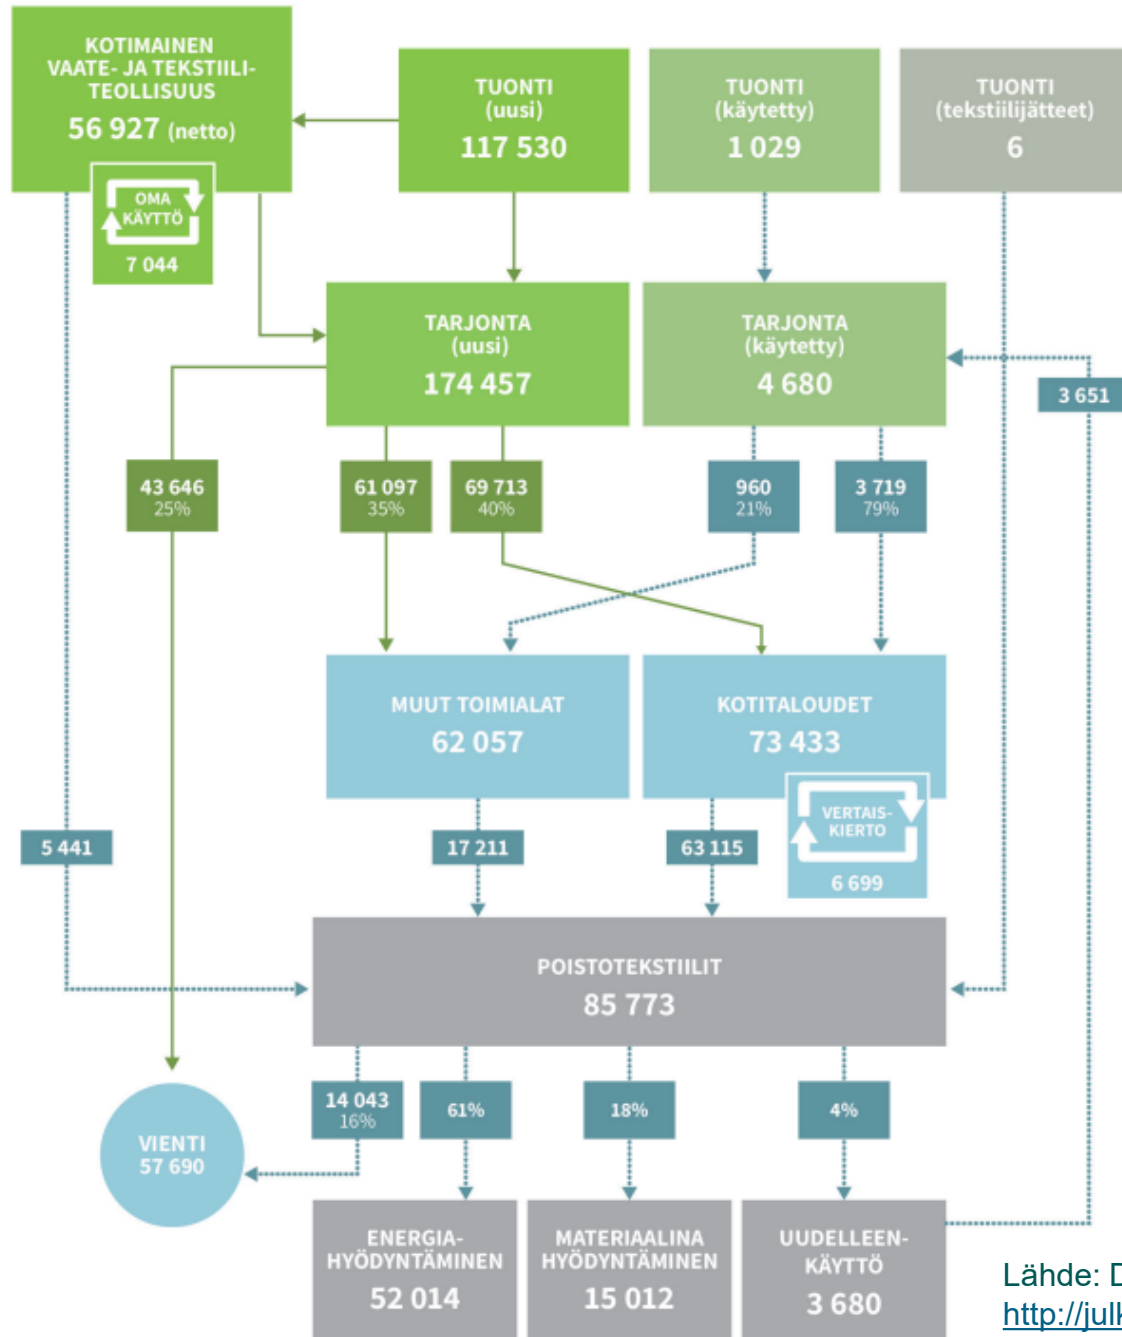 KOTIMAINEN
VAATE- JA TEKSTIILI-
TEOLLISUUS
56 927 (netto)
OMA
KÄYTTÖ
7 044
TUONTI
(uusi)
117 530
TUONTI
(käytetty)
1 029
TUONTI
(tekstiilijätteet)
6
TARJONTA
(uusi)
174 457
TARJONTA
(käytetty)
4 680
3 651
43 646
25%
61 097
35%
69 713
40%
960
21%
3 719
79%
MUUT TOIMIALAT
62 057
KOTITALOUDET
73 433
VERTAIS-
KIERTO
6 699
5 441
17 211
63 115
POISTOTEKSTIILIT
85 773
14 043
16%
61%
18%
4%
VIENTI
57 690
ENERGIA-
HYÖDYNTÄMINEN
52 014
MATERIAALINA
HYÖDYNTÄMINEN
15 012
UUDELLEEN-
KÄYTTÖ
3 680
Lähde: D
http://jul